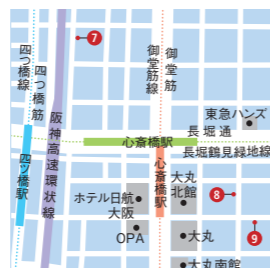 7
四つ橋線
四つ橋筋
阪神高速環状線
御堂筋線
御堂筋
東急ハンズ
長堀通
心斎橋駅
長堀鶴見緑地線
四ツ橋駅
心斎橋駅
ホテル日航
大阪
大丸
北館
8
OPA
大丸
9
大丸南館